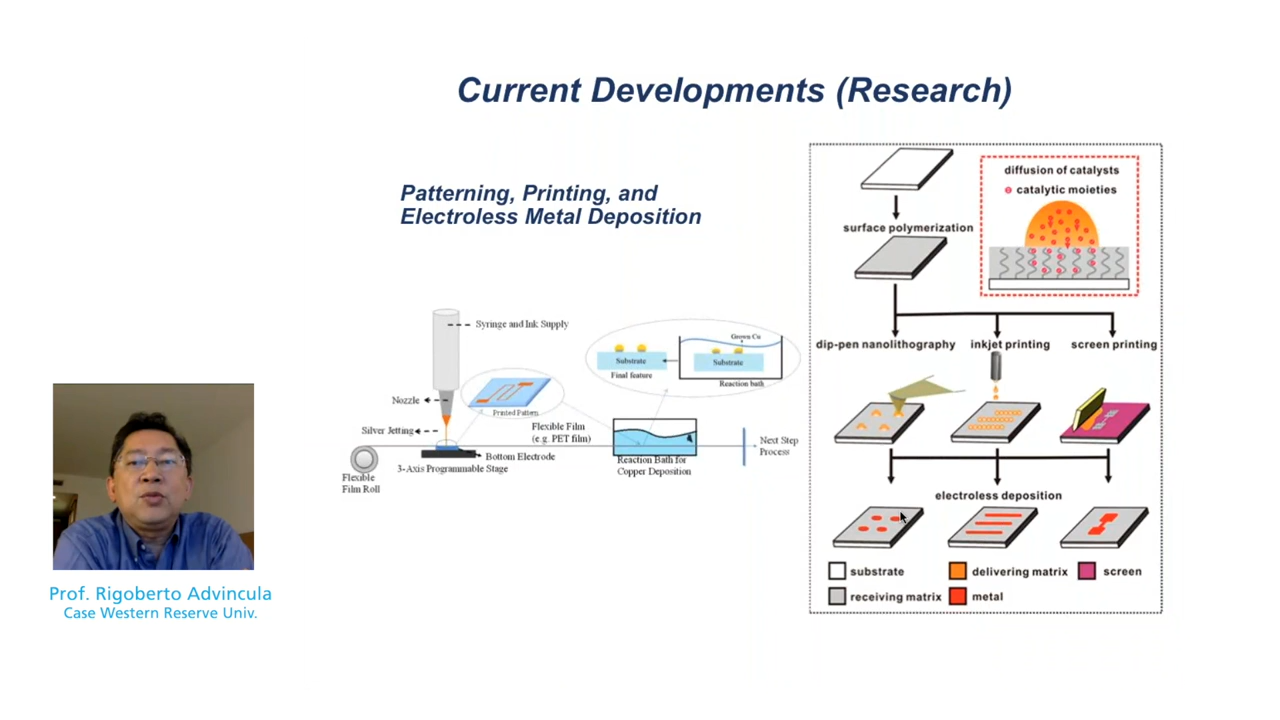 Current Developments (Research)
Patterning, Printing, and
Electroless Metal Deposition
Syringe and Ink Supply
Nozzle
Silver Jetting
Flexible
Film Roll
3-Axis Programmable Stage
Bottom Electrode
Printed Pattern
Flexible Film
(e.g. PET film)
Substrate
Final feature
Grown Cu
Substrate
Reaction bath
Reaction Bath for
Copper Deposition
Next Step
Process
diffusion of catalysts
catalytic moieties
surface polymerization
dip-pen nanolithography
inkjet printing
screen printing
electroless deposition
substrate
delivering matrix
screen
receiving matrix
metal
Prof. Rigoberto Advincula
Case Western Reserve Univ.